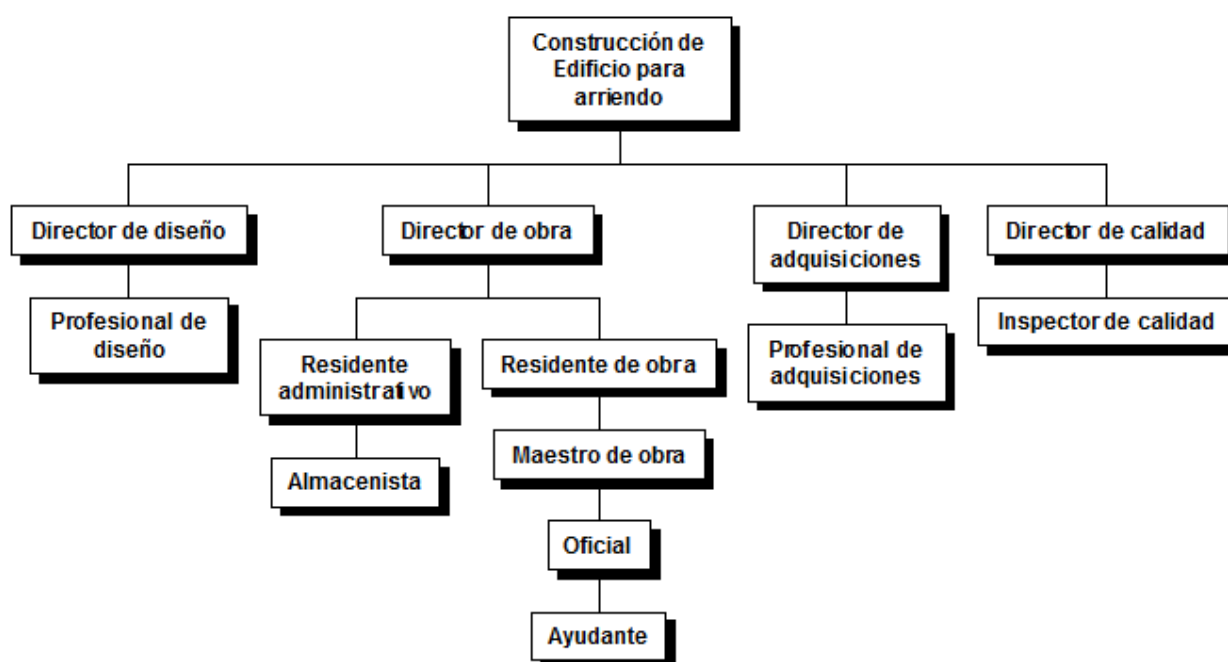 Construcción de
Edificio para
arriendo
Director de diseño
Director de obra
Director de
adquisiciones
Director de calidad
Profesional de
diseño
Residente
administrativo
Residente de obra
Profesional de
adquisiciones
Inspector de calidad
Almacenista
Maestro de obra
Oficial
Ayudante